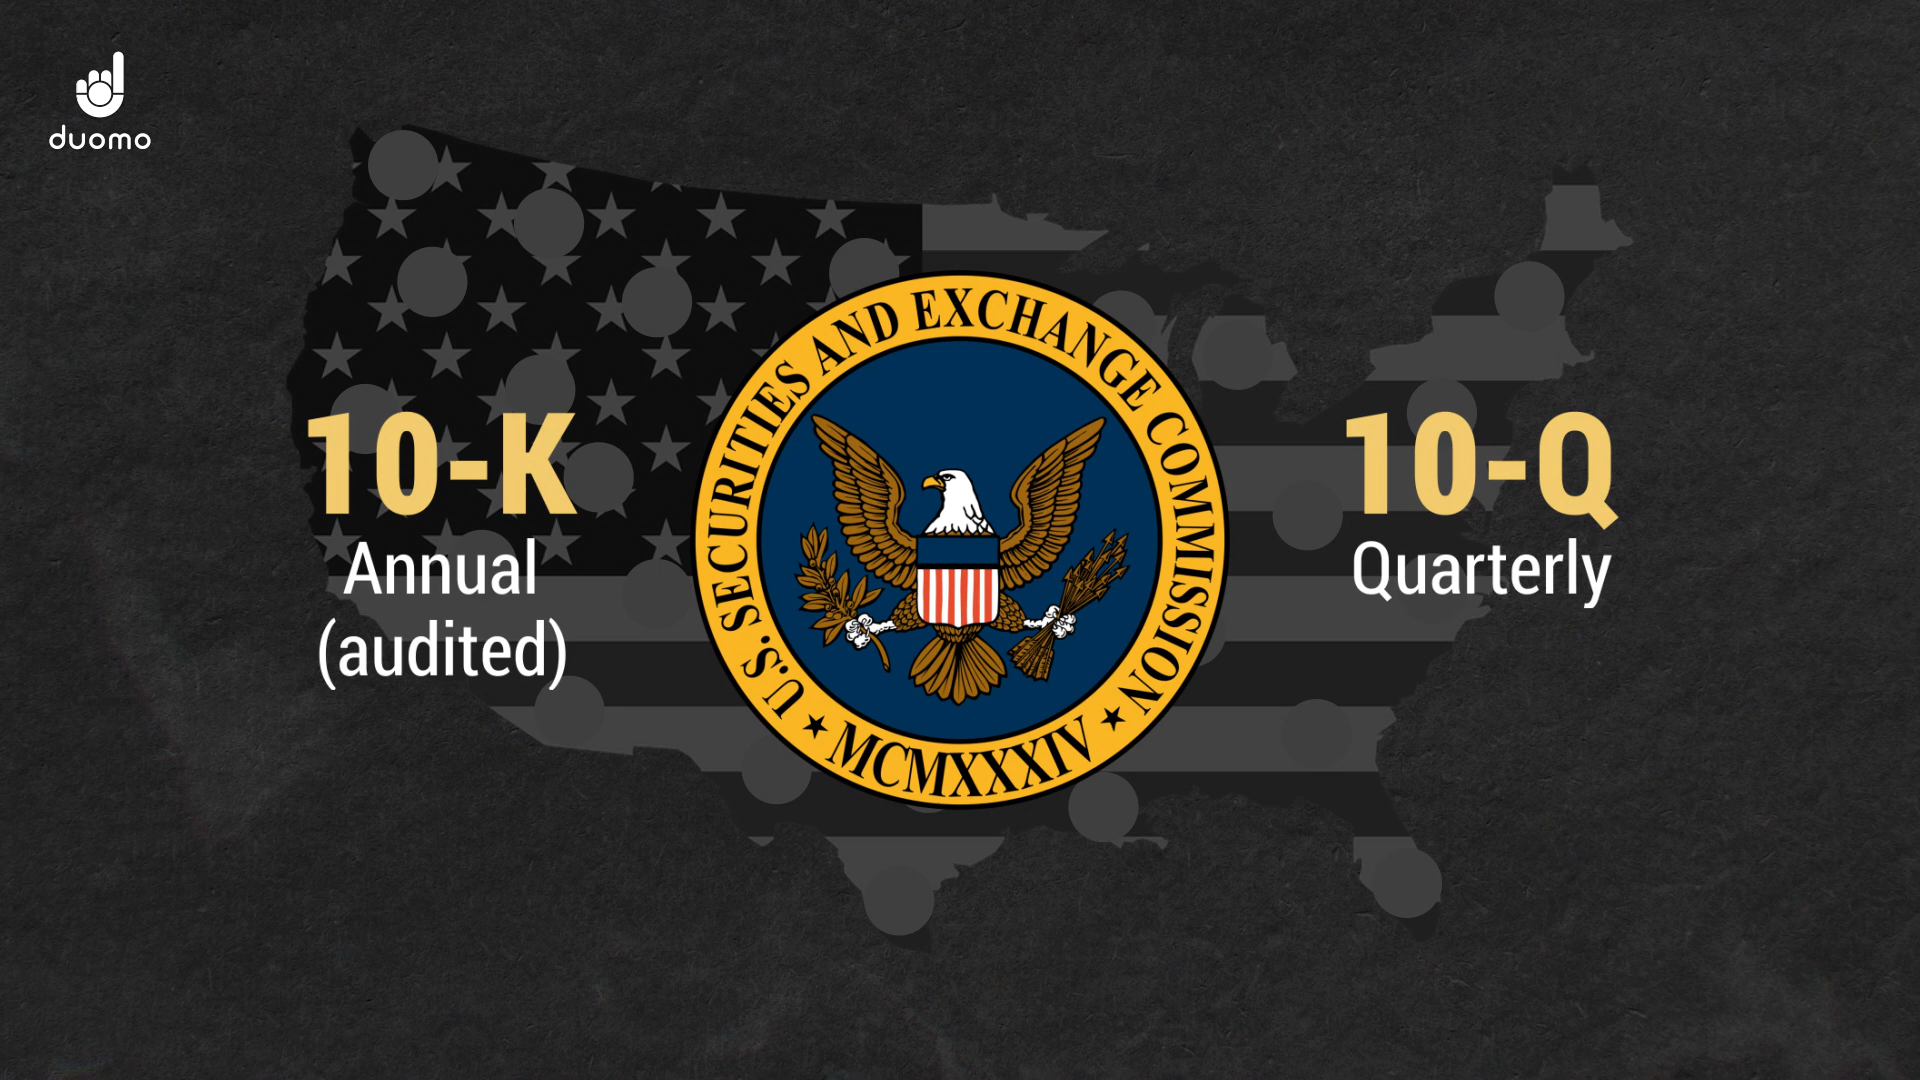 duomo
10-K
Annual
(audited)
U.S. SECURITIES AND EXCHANGE COMMISSION
MCMXXXIV
10-Q
Quarterly